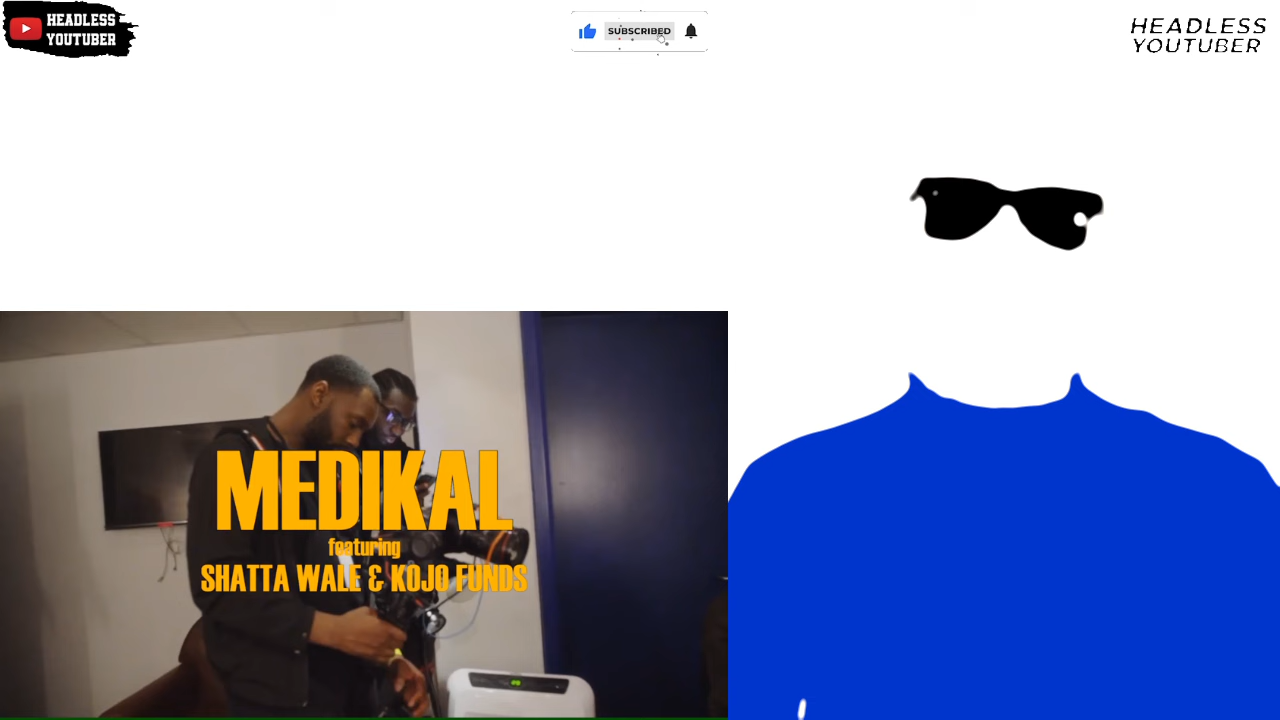 HEADLESS
YOUTUBER
SUBSCRIBED
HEADLESS
YOUTUBER
MEDIKAL
featuring
SHATTA WALE & KOJO FUNDS